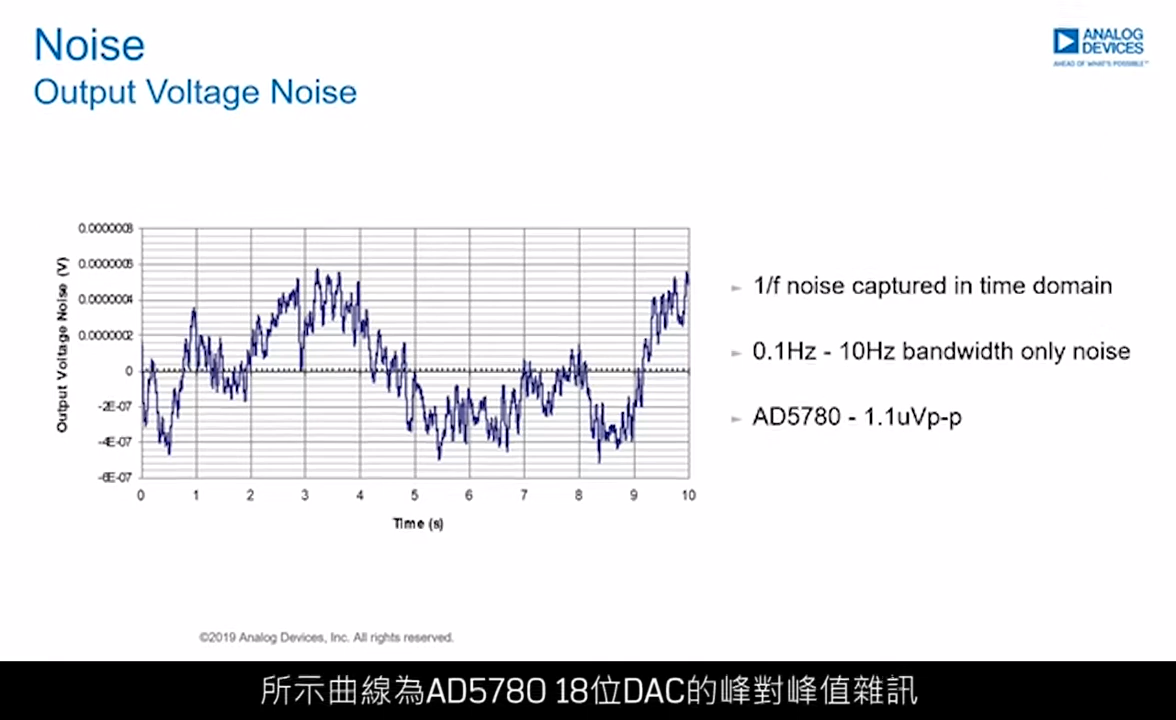 Noise
Output Voltage Noise
ANALOG
DEVICES
AHEAD OF WHAT'S POSSIBLE™
0.0000008
0.0000006
0.0000004
0.0000002
0
-2E-07
-4E-07
-6E-07
Output Voltage Noise (V)
0 1 2 3 4 5 6 7 8 9 10
Time (s)
1/f noise captured in time domain
0.1Hz - 10Hz bandwidth only noise
AD5780 - 1.1uVp-p
©2019 Analog Devices, Inc. All rights reserved.
所示曲線為AD5780 18位DAC的峰對峰值雜訊